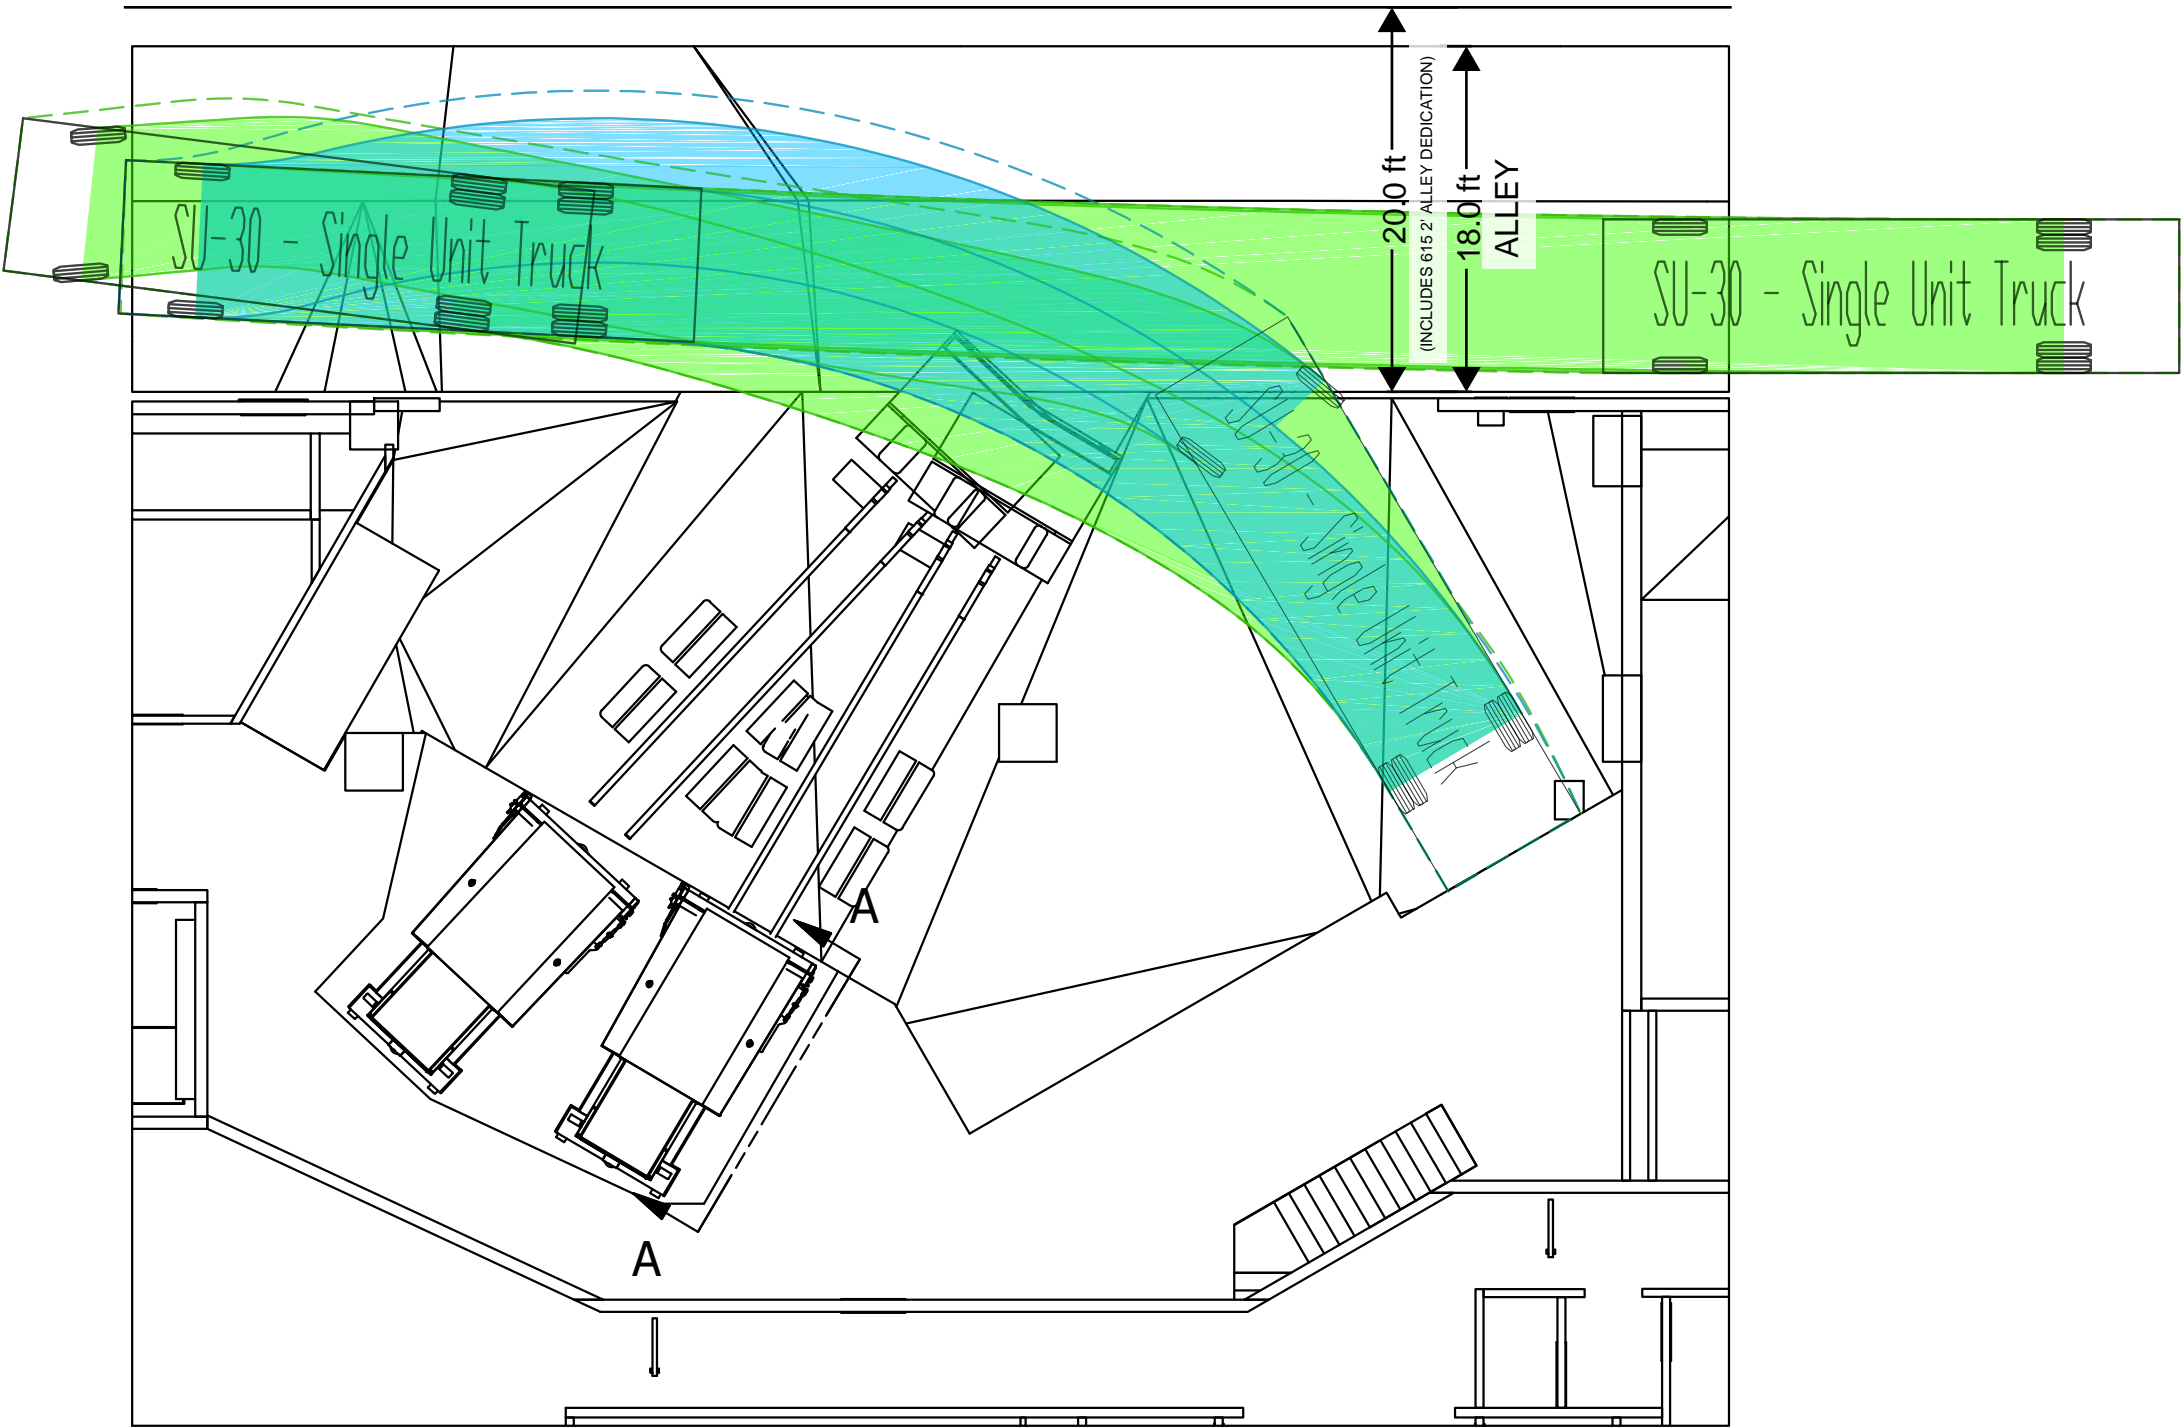 20.0 ft
(INCLUDES 615 2' ALLEY DEDICATION)
18.0 ft
ALLEY
SU-30 - Single Unit Truck
SU-30 - Single Unit Truck
SU-30 - Single Unit Truck
A
A